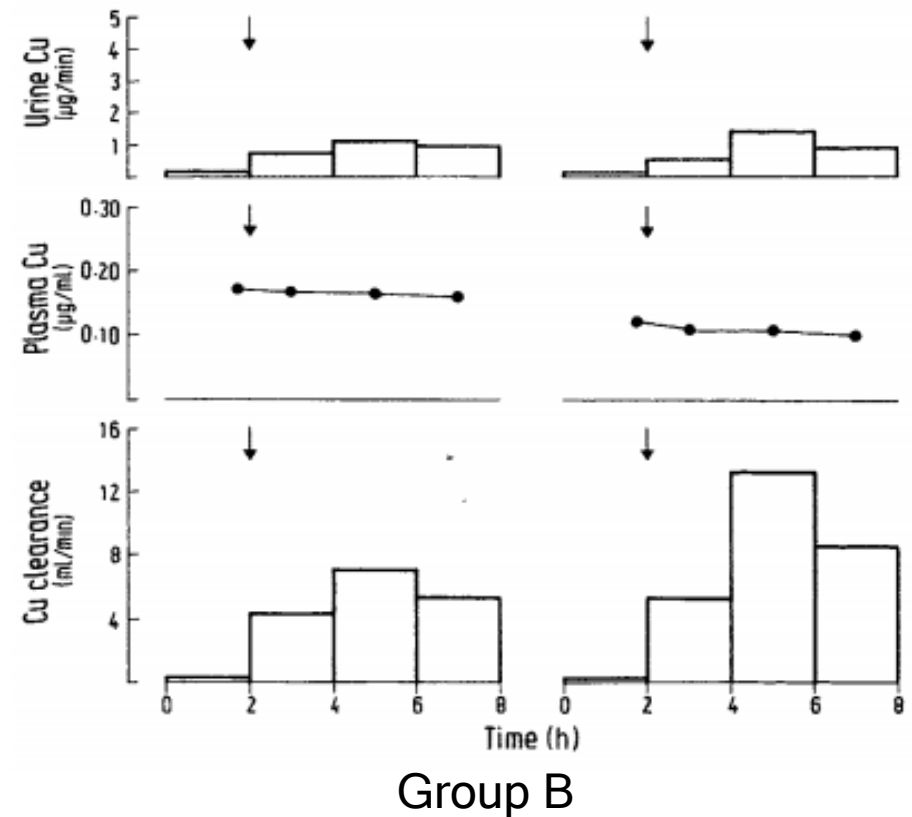 Urine Cu
(µg/min)
5
4
3
2
1
Plasma Cu
(µg/ml)
0·30
0·20
0·10
Cu clearance
(ml/min)
16
12
8
4
0 2 4 6 8 0 2 4 6 8
Time (h)
Group B